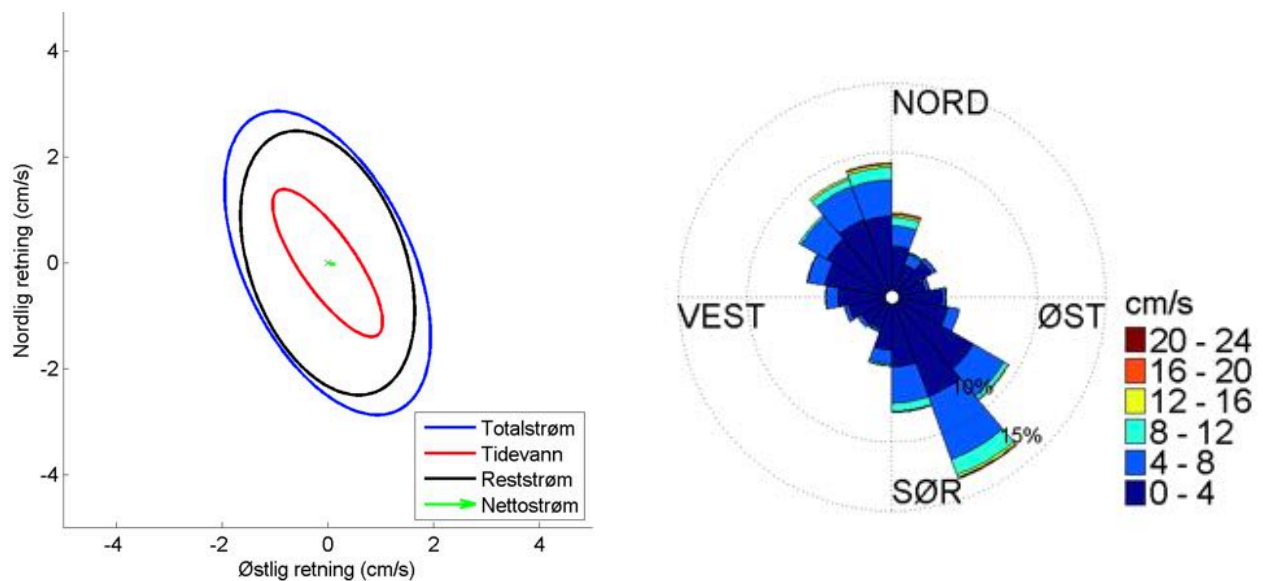 4
2
0
-2
-4
Nordlig retning (cm/s)
-4
-2
0
2
4
Østlig retning (cm/s)
Totalstrøm
Tidevann
Reststrøm
Nettostrøm
NORD
VEST
ØST
10%
15%
SØR
cm/s
20 - 24
16 - 20
12 - 16
8 - 12
4 - 8
0 - 4